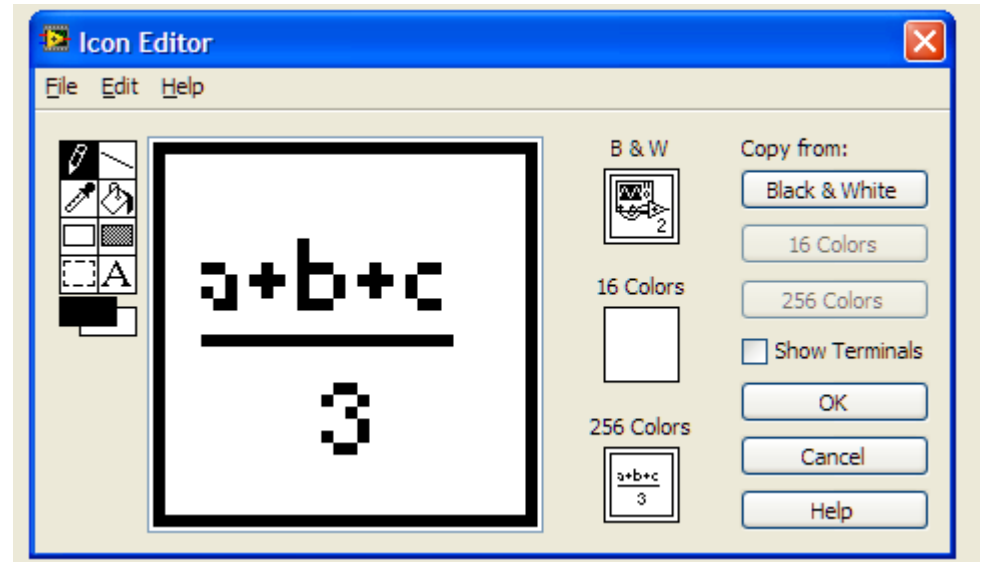 Icon Editor
File Edit Help
A
a+b+c
3
B & W
2
16 Colors
256 Colors
a+b+c
3
Copy from:
Black & White
16 Colors
256 Colors
Show Terminals
OK
Cancel
Help